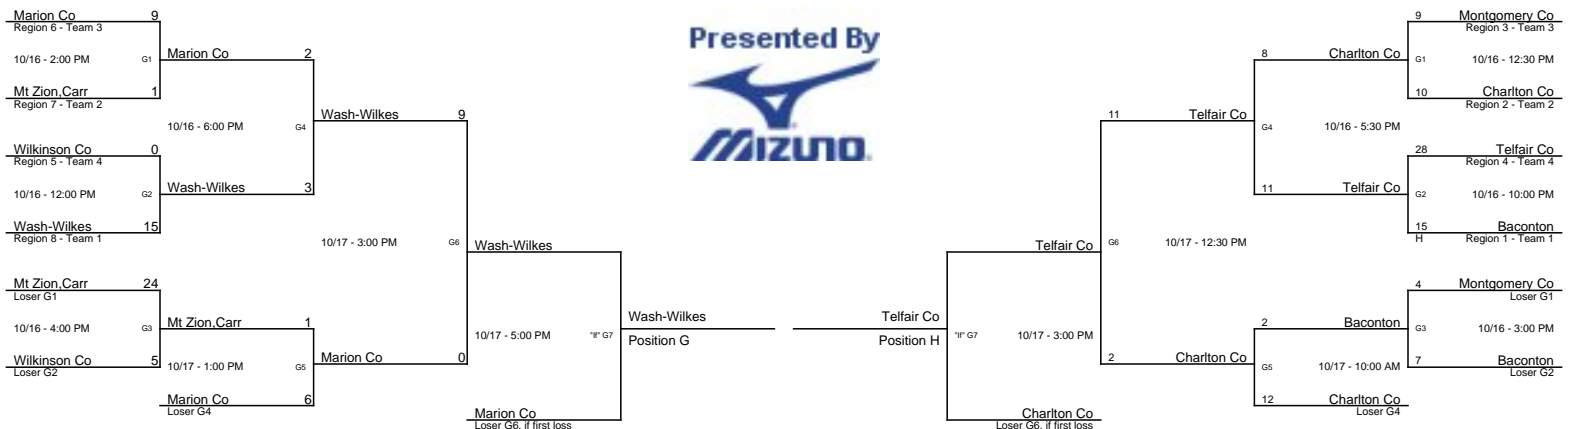 Marion Co 9
Region 6 - Team 3
10/16 - 2:00 PM G1
Mt Zion,Carr 1
Region 7 - Team 2
Marion Co 2
10/16 - 6:00 PM G4
Wilkinson Co 0
Region 5 - Team 4
10/16 - 12:00 PM G2
Wash-Wilkes 15
Region 8 - Team 1
Wash-Wilkes 3
Wash-Wilkes 9
10/17 - 3:00 PM G6
Mt Zion,Carr 24
Loser G1
10/16 - 4:00 PM G3
Wilkinson Co 5
Loser G2
Mt Zion,Carr 1
10/17 - 1:00 PM G5
Marion Co 6
Loser G4
Marion Co 0
Wash-Wilkes
10/17 - 5:00 PM "If" G7
Marion Co
Loser G6, if first loss
Wash-Wilkes
Position G
Presented By
MIZUNO
Telfair Co
Position H
Telfair Co
"If" G7 10/17 - 3:00 PM
Charlton Co
Loser G6, if first loss
11 Telfair Co
G6 10/17 - 12:30 PM
2 Charlton Co
8 Charlton Co
G4 10/16 - 5:30 PM
11 Telfair Co
9 Montgomery Co
Region 3 - Team 3
G1 10/16 - 12:30 PM
10 Charlton Co
Region 2 - Team 2
28 Telfair Co
Region 4 - Team 4
G2 10/16 - 10:00 PM
15 Baconton
H Region 1 - Team 1
2 Baconton
G5 10/17 - 10:00 AM
12 Charlton Co
Loser G4
4 Montgomery Co
Loser G1
G3 10/16 - 3:00 PM
7 Baconton
Loser G2